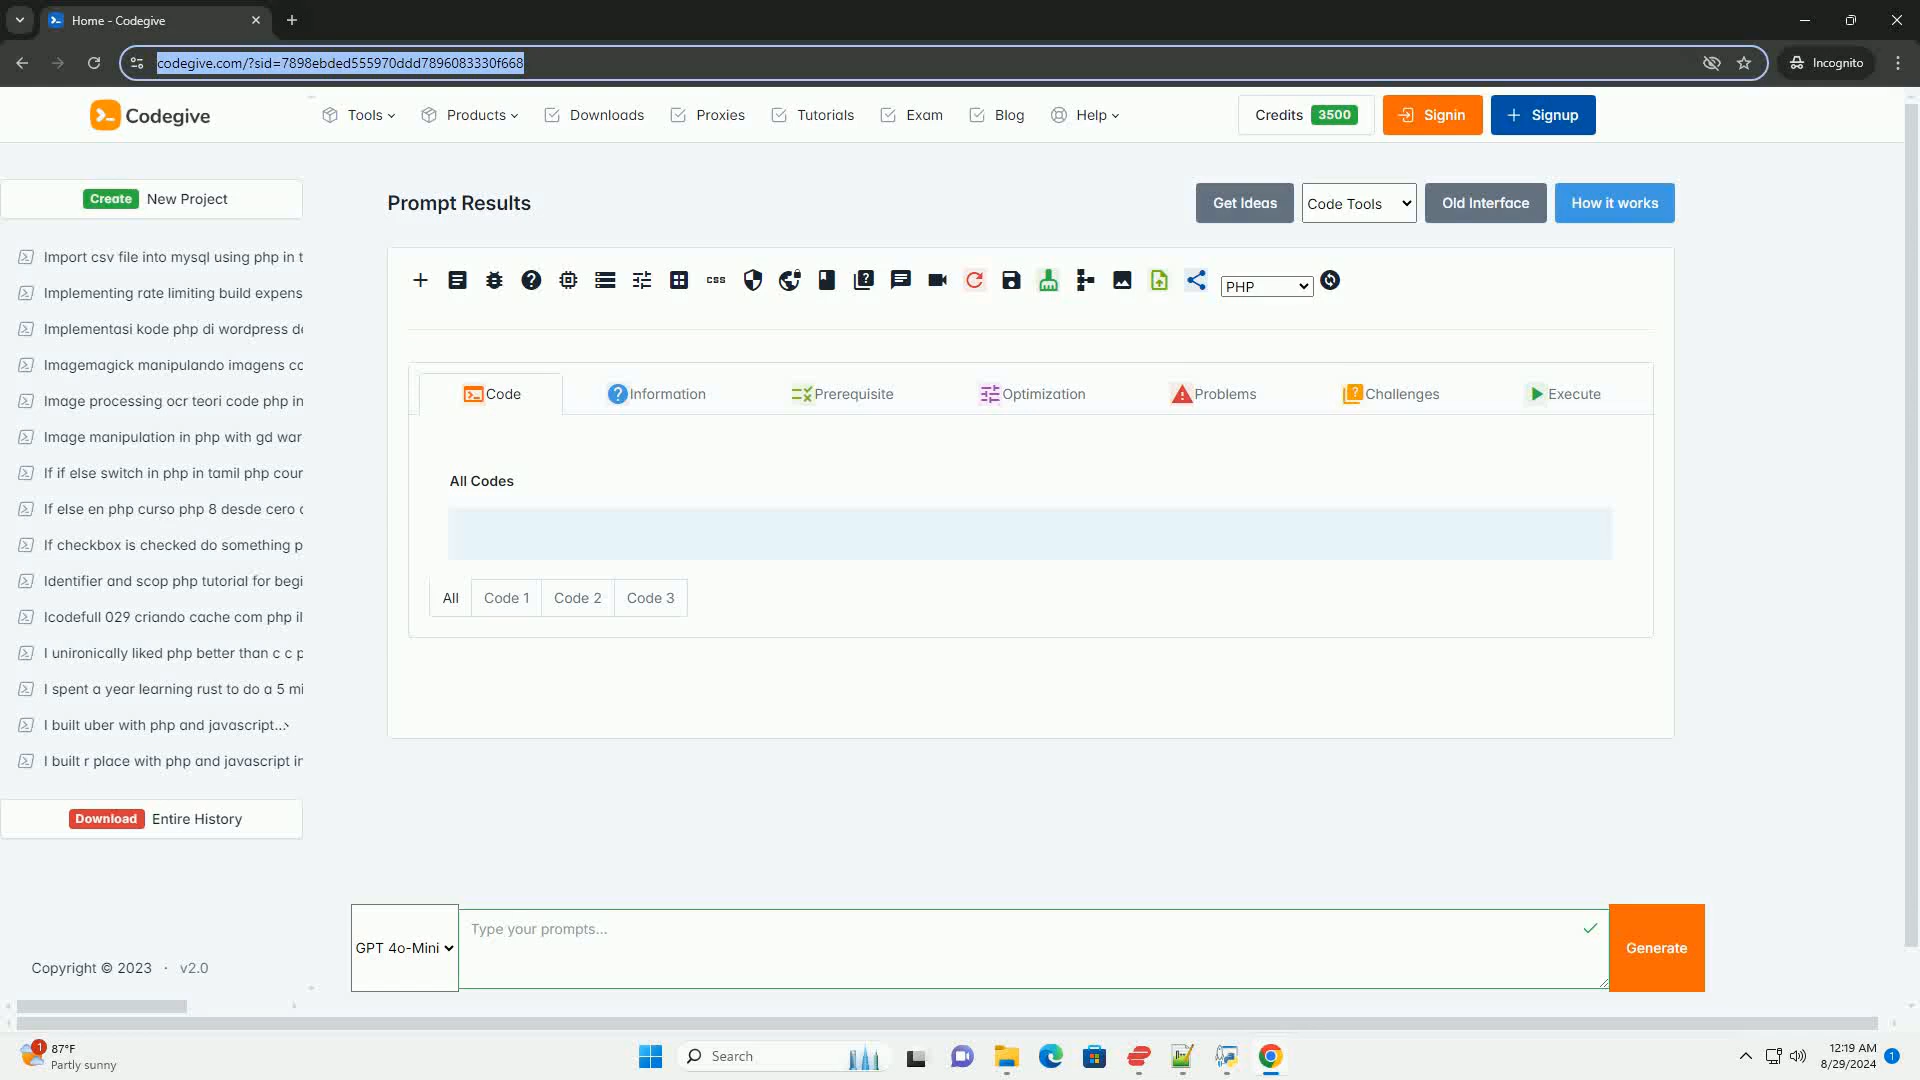 Home - Codegive
codegive.com/?sid=7898ebded555970ddd7896083330f668
Incognito
Codegive
Tools
Products
Downloads
Proxies
Tutorials
Exam
Blog
Help
Credits 3500
Signin
Signup
Create New Project
Import csv file into mysql using php in t
Implementing rate limiting build expens
Implementasi kode php di wordpress de
Imagemagick manipulando imagens co
Image processing ocr teori code php in
Image manipulation in php with gd war
If if else switch in php in tamil php cour
If else en php curso php 8 desde cero
If checkbox is checked do something p
Identifier and scop php tutorial for begi
Icodefull 029 criando cache com php il
I unironically liked php better than c c p
I spent a year learning rust to do a 5 mi
I built uber with php and javascript...
I built r place with php and javascript in
Download Entire History
Copyright © 2023 · v2.0
Prompt Results
Get Ideas
Code Tools
Old Interface
How it works
css
PHP
Code
Information
Prerequisite
Optimization
Problems
Challenges
Execute
All Codes
All
Code 1
Code 2
Code 3
GPT 4o-Mini
Type your prompts...
Generate
1
87°F
Partly sunny
Search
12:19 AM
8/29/2024
1